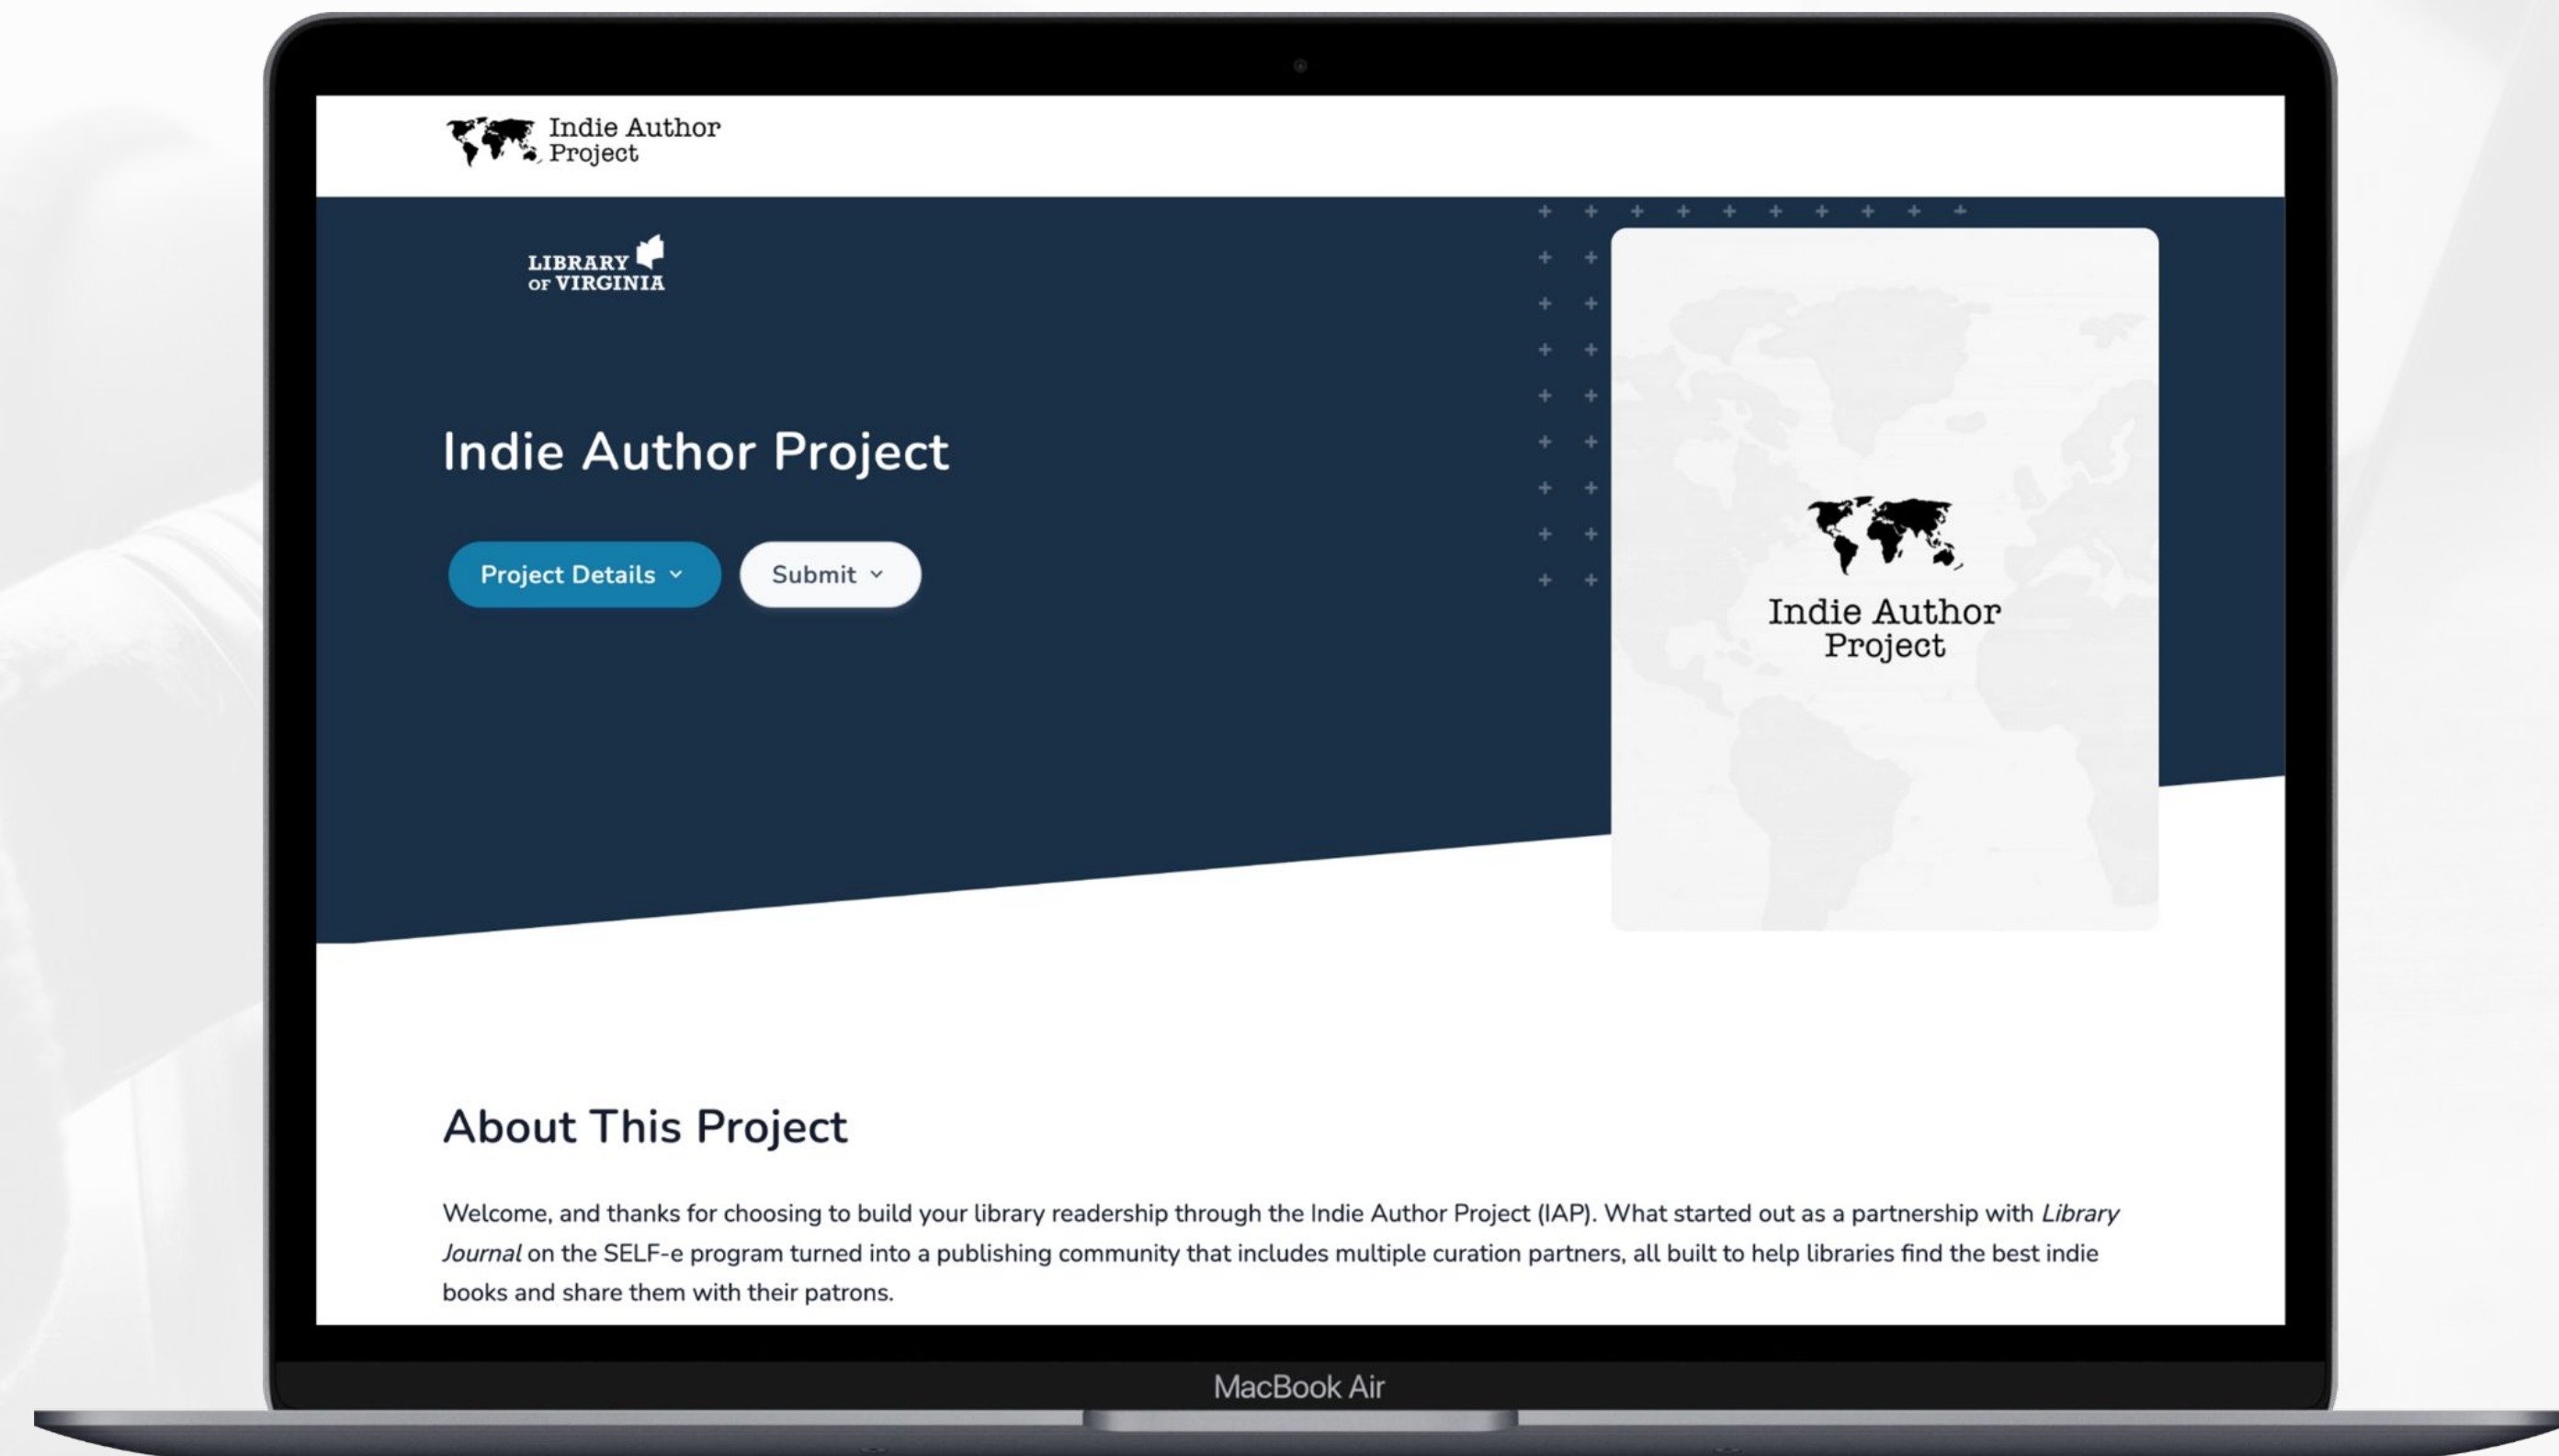 Indie Author
Project
LIBRARY
OF VIRGINIA
Indie Author Project
Project Details
Submit
Indie Author
Project
About This Project
Welcome, and thanks for choosing to build your library readership through the Indie Author Project (IAP). What started out as a partnership with Library
Journal on the SELF-e program turned into a publishing community that includes multiple curation partners, all built to help libraries find the best indie
books and share them with their patrons.
MacBook Air